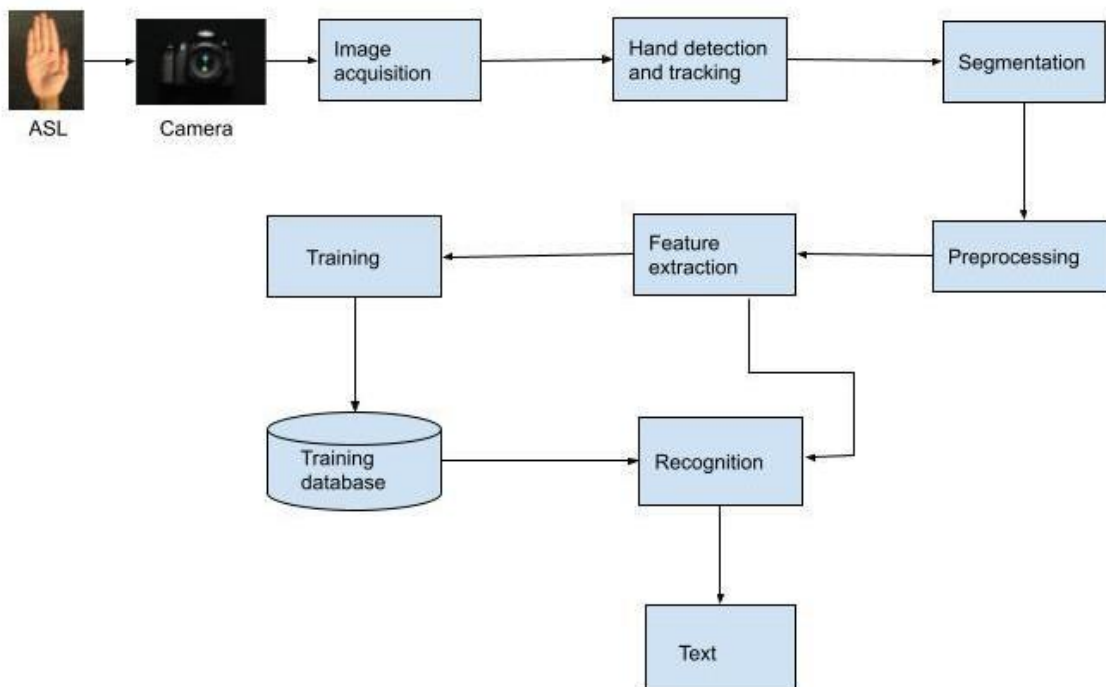 ASL
Camera
Image
acquisition
Hand detection
and tracking
Segmentation
Preprocessing
Feature
extraction
Training
Training
database
Recognition
Text